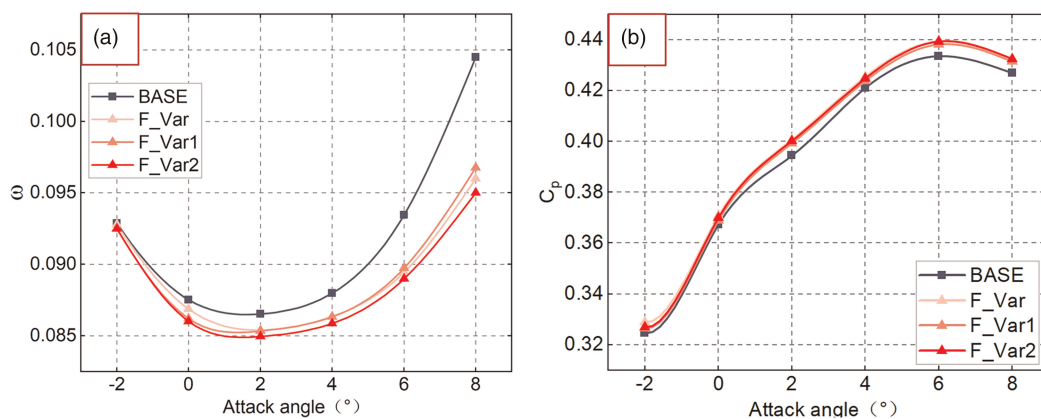 (a)
0.105
0.100
0.095
0.090
0.085
ω
BASE
F_Var
F_Var1
F_Var2
-2 0 2 4 6 8
Attack angle（°）
(b)
0.44
0.42
0.40
0.38
0.36
0.34
0.32
Cp
BASE
F_Var
F_Var1
F_Var2
-2 0 2 4 6 8
Attack angle（°）